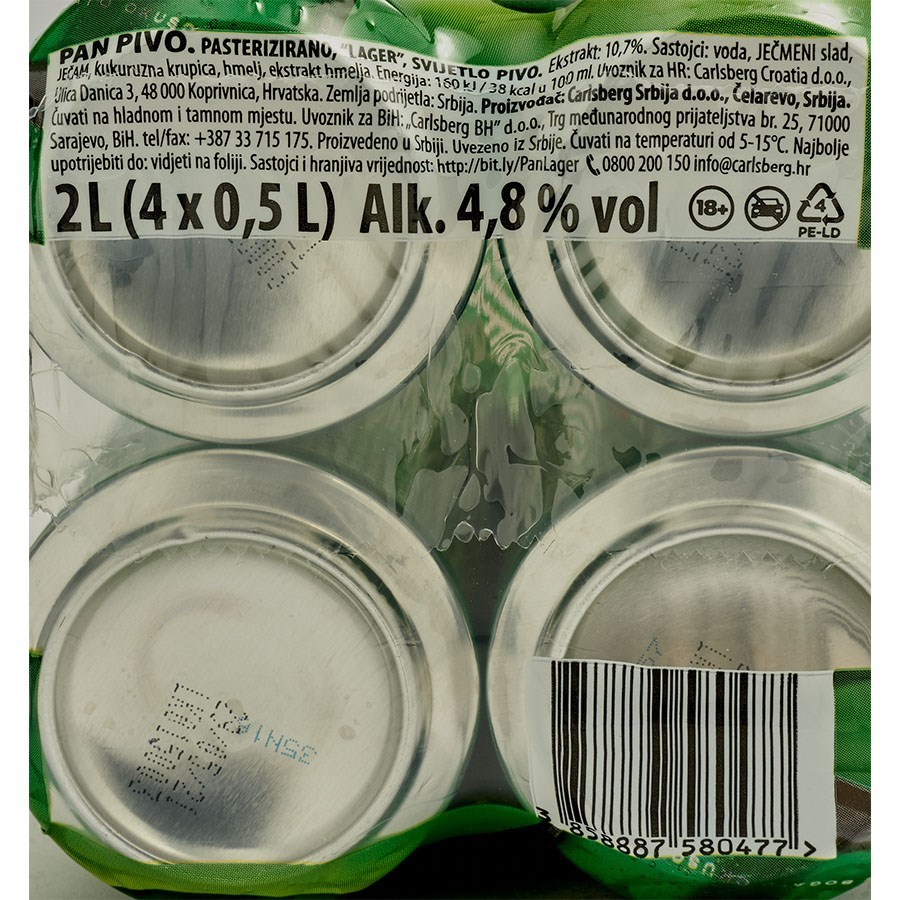 PAN PIVO. PASTERIZIRANO, "LAGER", SVIJETLO PIVO. Ekstrakt: 10,7%. Sastojci: voda, JEČMENI slad,
JEČAM, kukuruzna krupica, hmelj, ekstrakt hmelja. Energija: 160 kJ / 38 kcal u 100 ml. Uvoznik za HR: Carlsberg Croatia d.o.o.,
Ulica Danica 3, 48 000 Koprivnica, Hrvatska. Zemlja podrijetla: Srbija. Proizvođač: Carlsberg Srbija d.o.o., Čelarevo, Srbija.
Čuvati na hladnom i tamnom mjestu. Uvoznik za BiH: „Carlsberg BH" d.o.o., Trg međunarodnog prijateljstva br. 25, 71000
Sarajevo, BiH. tel/fax: +387 33 715 175. Proizvedeno u Srbiji. Uvezeno iz Srbije. Čuvati na temperaturi od 5-15°C. Najbolje
upotrijebiti do: vidjeti na foliji. Sastojci i hranjiva vrijednost: http://bit.ly/PanLager 0800 200 150 info@carlsberg.hr
2L (4 x 0,5 L) Alk. 4,8 % vol
18+
4
PE-LD
3 858887 580477 >